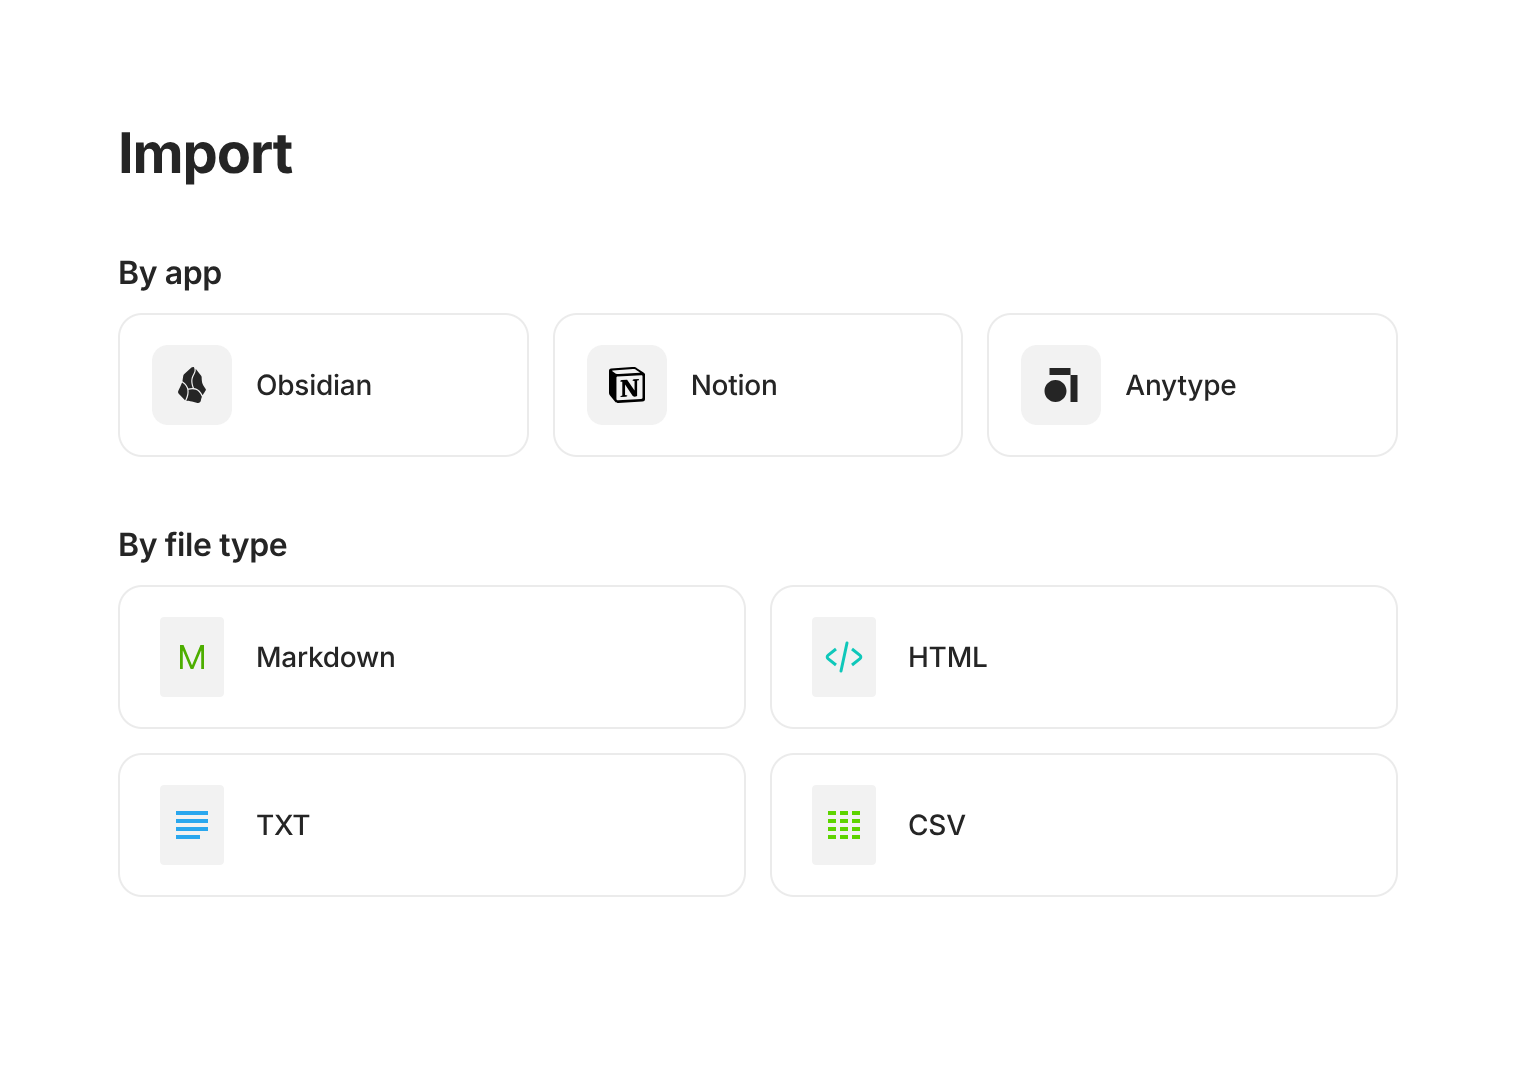 Import
By app
Obsidian
Notion
Anytype
By file type
M Markdown
</> HTML
TXT
CSV